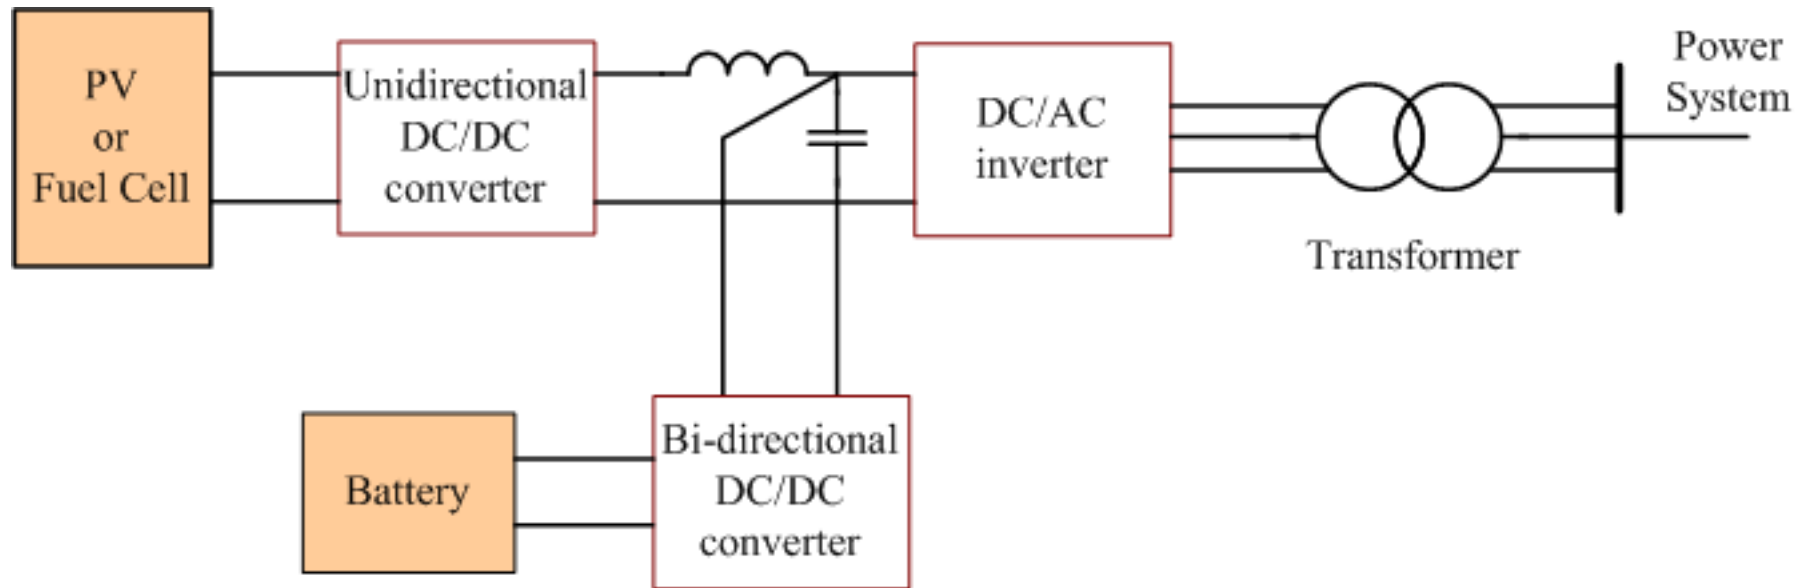 PV
or
Fuel Cell
Unidirectional
DC/DC
converter
DC/AC
inverter
Power
System
Transformer
Battery
Bi-directional
DC/DC
converter